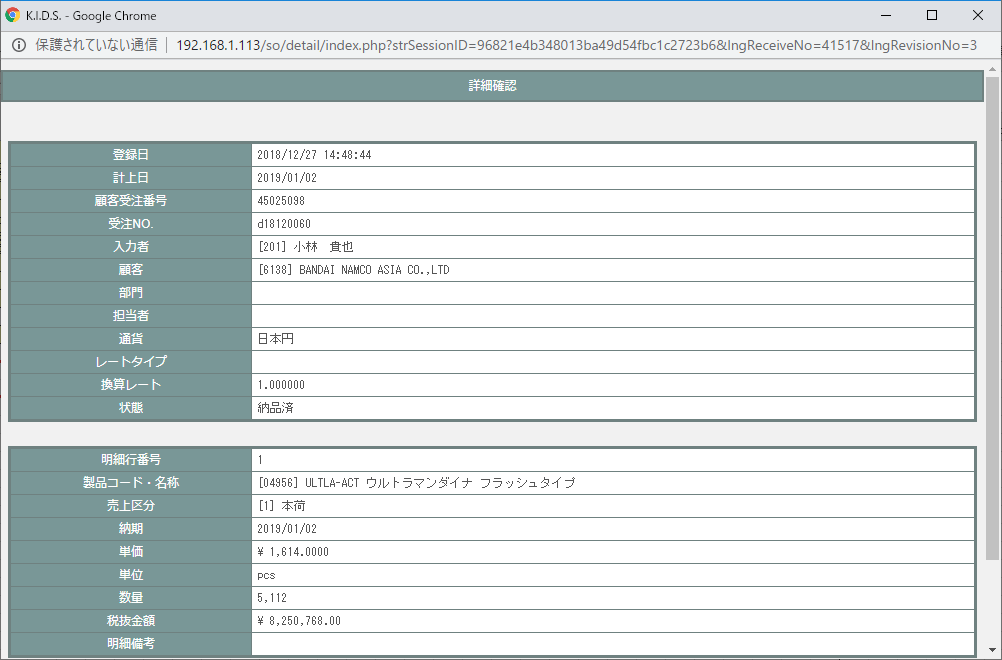 K.I.D.S. - Google Chrome
保護されていない通信 | 192.168.1.113/so/detail/index.php?strSessionID=96821e4b348013ba49d54fbc1c2723b6&lngReceiveNo=41517&lngRevisionNo=3
詳細確認
登録日 2018/12/27 14:48:44
計上日 2019/01/02
顧客受注番号 45025098
受注NO. d18120060
入力者 [201] 小林　貴也
顧客 [6138] BANDAI NAMCO ASIA CO.,LTD
部門
担当者
通貨 日本円
レートタイプ
換算レート 1.000000
状態 納品済
明細行番号 1
製品コード・名称 [04956] ULTLA-ACT ウルトラマンダイナ フラッシュタイプ
売上区分 [1] 本荷
納期 2019/01/02
単価 ¥ 1,614.0000
単位 pcs
数量 5,112
税抜金額 ¥ 8,250,768.00
明細備考